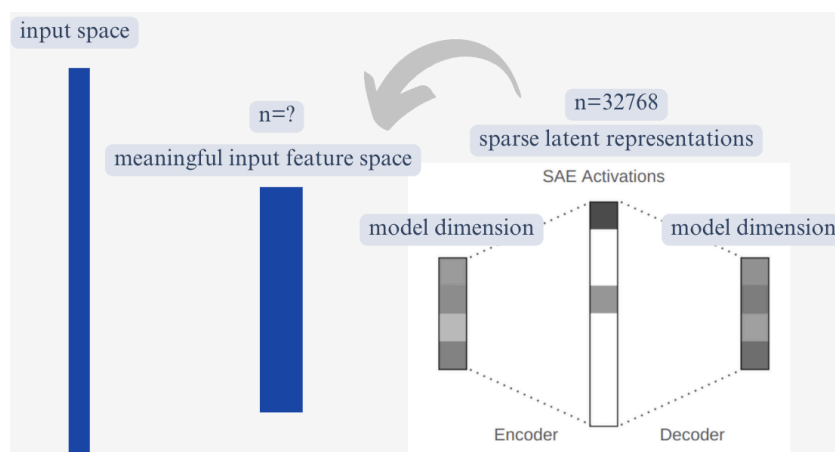 input space
n=?
meaningful input feature space
n=32768
sparse latent representations
SAE Activations
model dimension
model dimension
Encoder
Decoder